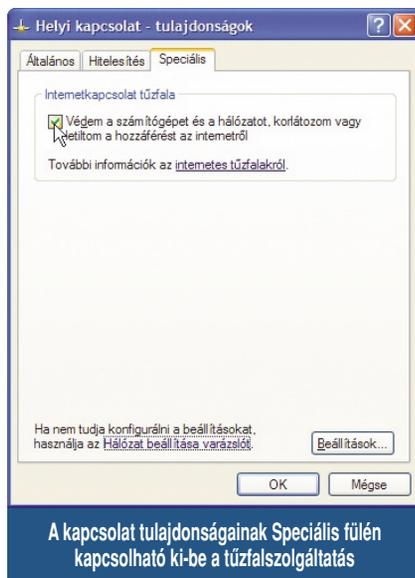 Helyi kapcsolat - tulajdonságok
Általános
Hitelesítés
Speciális
Internetkapcsolat tűzfala
Védem a számítógépet és a hálózatot, korlátozom vagy
letiltom a hozzáférést az internetről
További információk az internetes tűzfalakról.
Ha nem tudja konfigurálni a beállításokat,
használja az Hálózat beállítása varázslót.
Beállítások...
OK
Mégse
A kapcsolat tulajdonságainak Speciális fülén
kapcsolható ki-be a tűzfalszolgáltatás